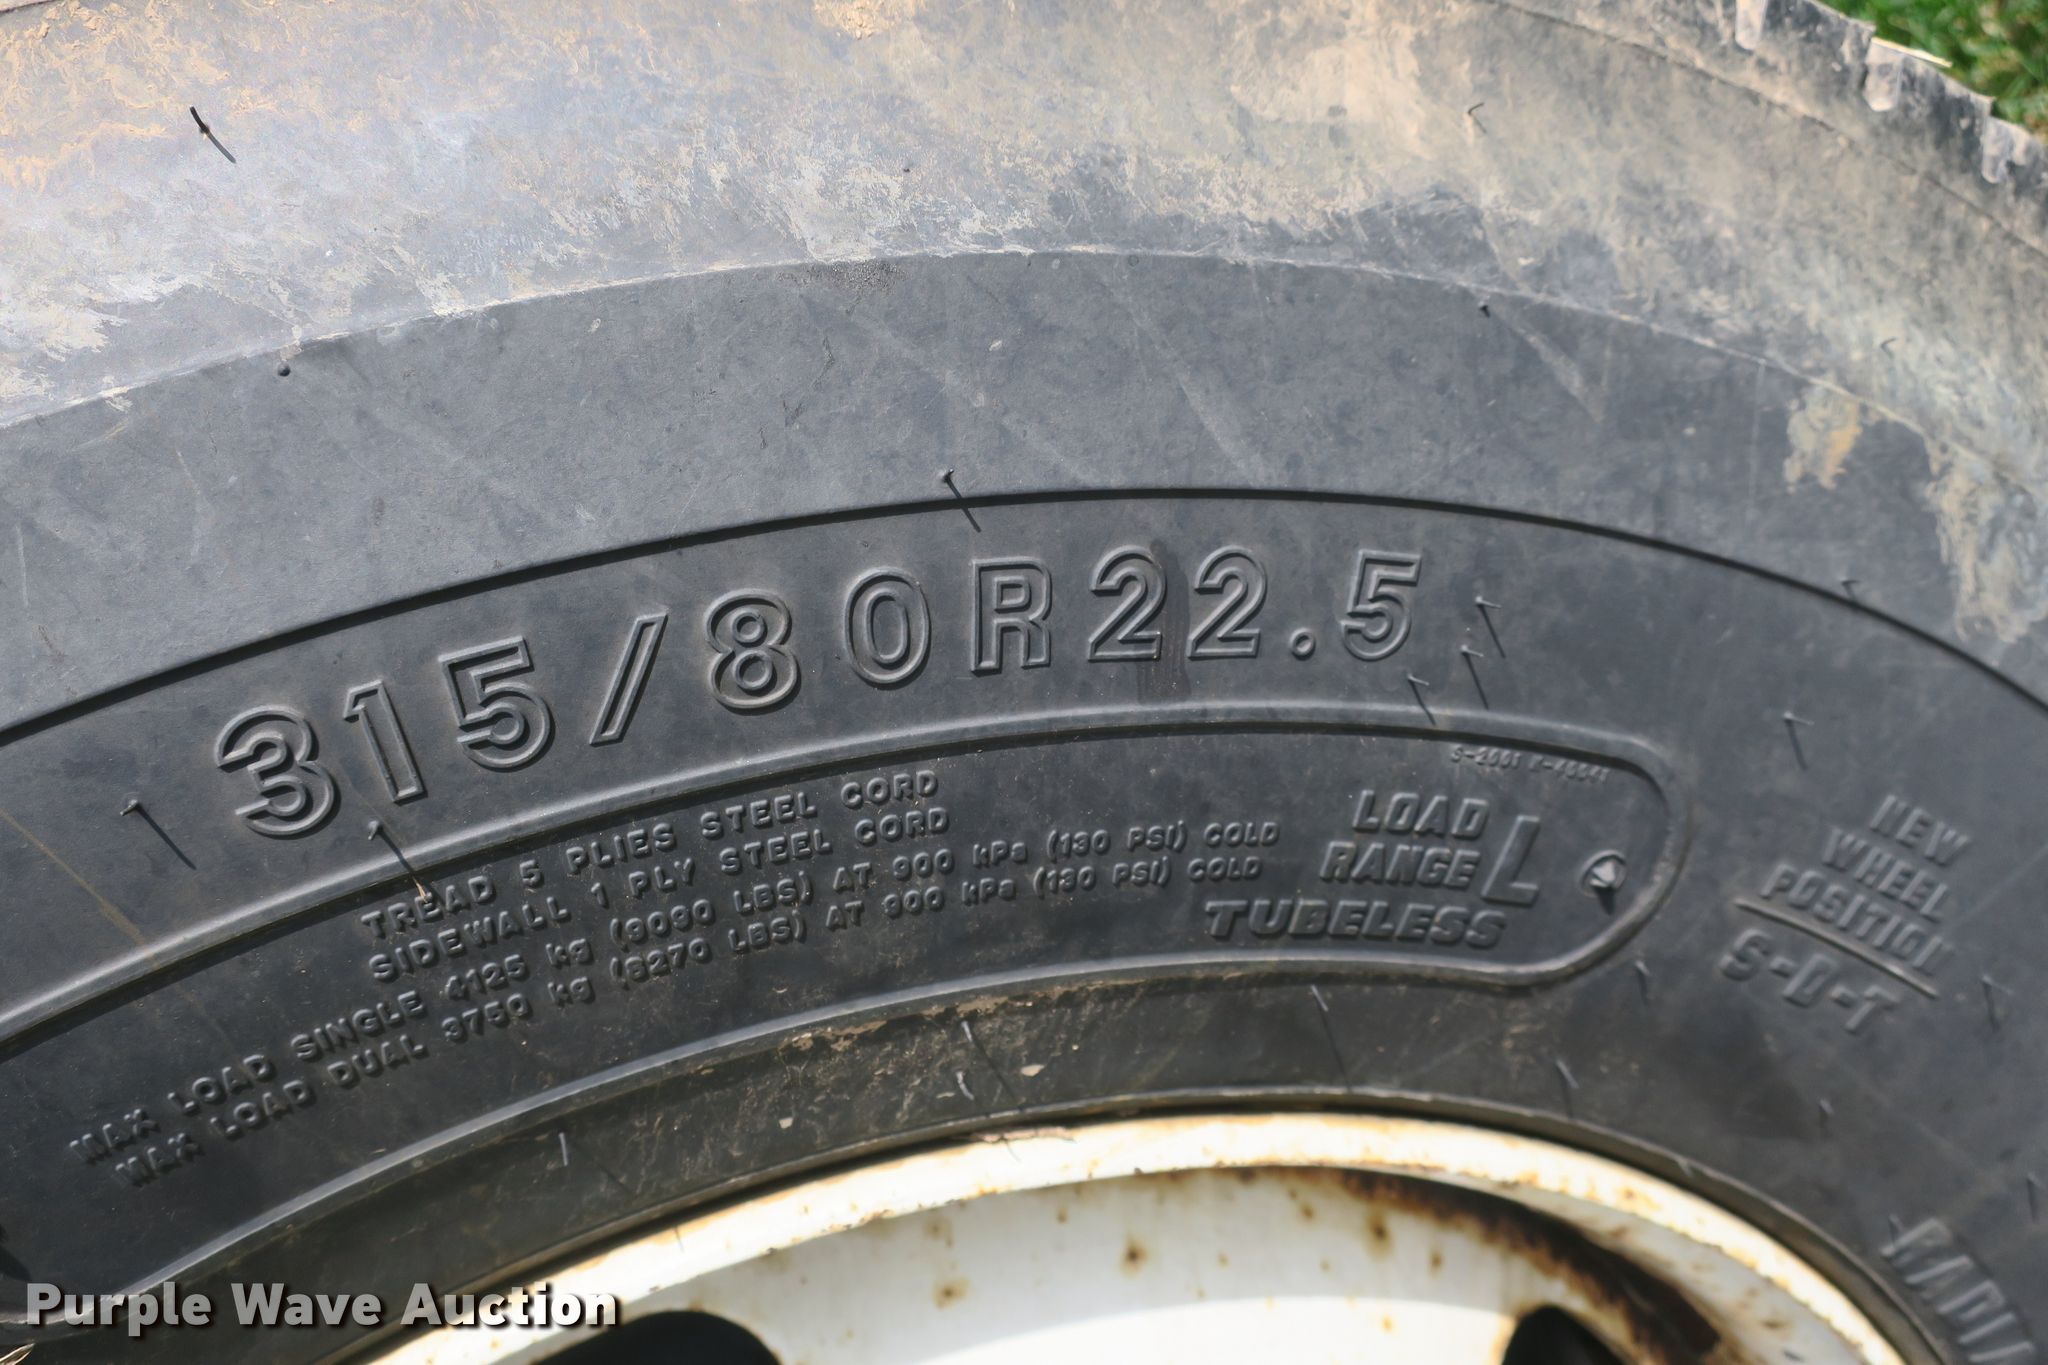 315/80R22.5
S-2001
TREAD 5 PLIES STEEL CORD
SIDEWALL 1 PLY STEEL CORD
MAX LOAD SINGLE 4125 kg (9090 LBS) AT 900 kPa (130 PSI) COLD
MAX LOAD DUAL 3750 kg (8270 LBS) AT 900 kPa (130 PSI) COLD
LOAD
RANGE L
TUBELESS
NEW
WHEEL
POSITION
S-D-T
Purple Wave Auction